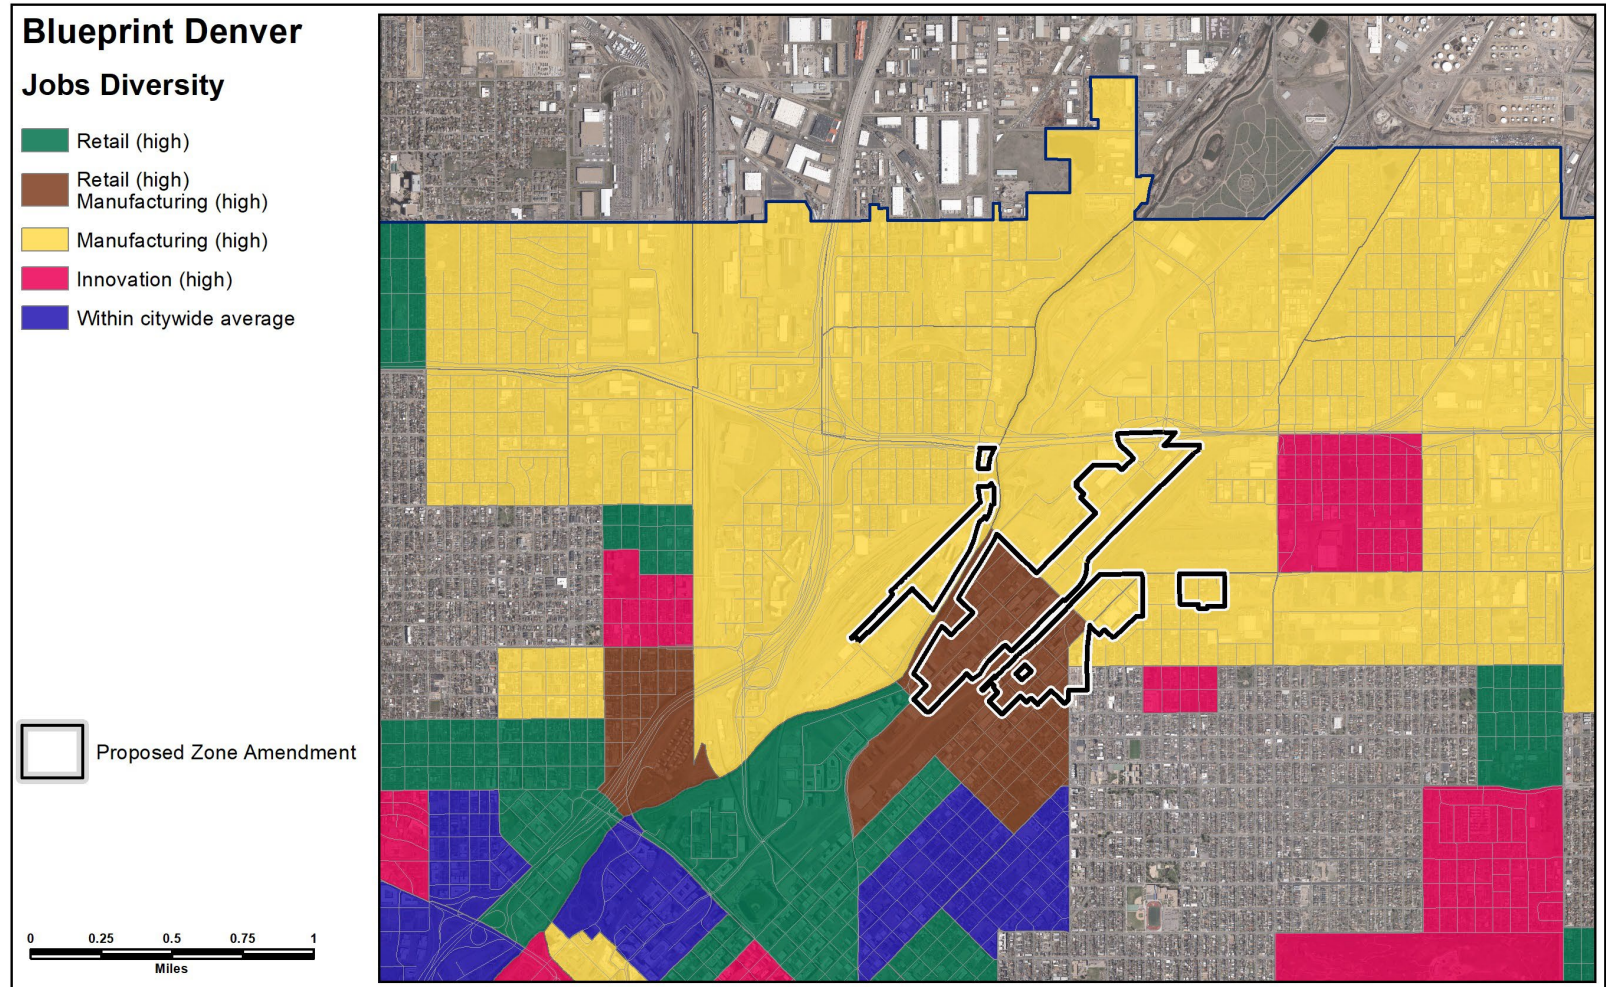 Blueprint Denver
Jobs Diversity
Retail (high)
Retail (high)
Manufacturing (high)
Manufacturing (high)
Innovation (high)
Within citywide average
Proposed Zone Amendment
0 0.25 0.5 0.75 1
Miles